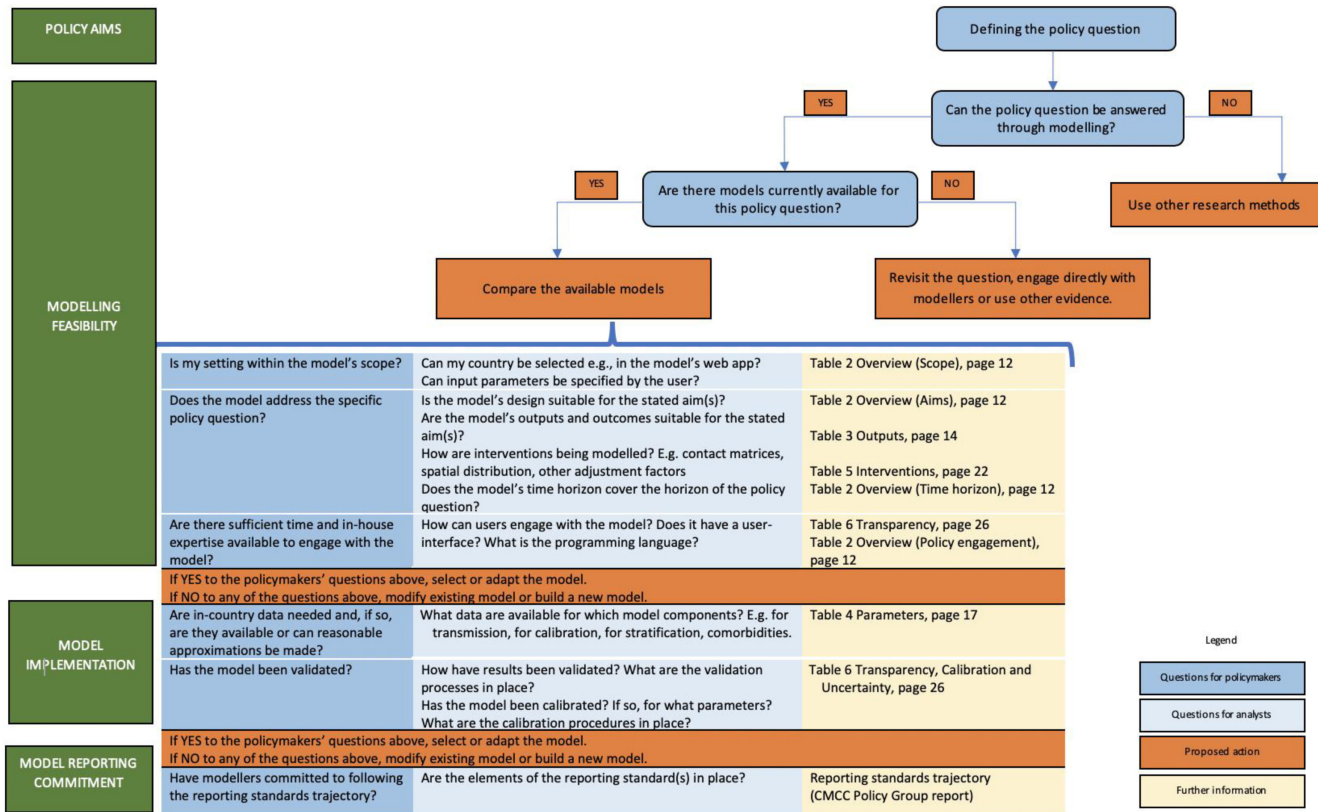 POLICY AIMS
Defining the policy question
YES
Can the policy question be answered
through modelling?
NO
YES
Are there models currently available for
this policy question?
NO
Use other research methods
MODELLING
FEASIBILITY
Compare the available models
Revisit the question, engage directly with
modellers or use other evidence.
Is my setting within the model's scope?
Can my country be selected e.g., in the model's web app?
Can input parameters be specified by the user?
Table 2 Overview (Scope), page 12
Does the model address the specific
policy question?
Is the model's design suitable for the stated aim(s)?
Are the model's outputs and outcomes suitable for the stated
aim(s)?
How are interventions being modelled? E.g. contact matrices,
spatial distribution, other adjustment factors
Does the model's time horizon cover the horizon of the policy
question?
Table 2 Overview (Aims), page 12
Table 3 Outputs, page 14
Table 5 Interventions, page 22
Table 2 Overview (Time horizon), page 12
Are there sufficient time and in-house
expertise available to engage with the
model?
How can users engage with the model? Does it have a user-
interface? What is the programming language?
Table 6 Transparency, page 26
Table 2 Overview (Policy engagement),
page 12
If YES to the policymakers' questions above, select or adapt the model.
If NO to any of the questions above, modify existing model or build a new model.
MODEL
IMPLEMENTATION
Are in-country data needed and, if so,
are they available or can reasonable
approximations be made?
What data are available for which model components? E.g. for
transmission, for calibration, for stratification, comorbidities.
Table 4 Parameters, page 17
Has the model been validated?
How have results been validated? What are the validation
processes in place?
Has the model been calibrated? If so, for what parameters?
What are the calibration procedures in place?
Table 6 Transparency, Calibration and
Uncertainty, page 26
If YES to the policymakers' questions above, select or adapt the model.
If NO to any of the questions above, modify existing model or build a new model.
MODEL REPORTING
COMMITMENT
Have modellers committed to following
the reporting standards trajectory?
Are the elements of the reporting standard(s) in place?
Reporting standards trajectory
(CMCC Policy Group report)
Legend
Questions for policymakers
Questions for analysts
Proposed action
Further information